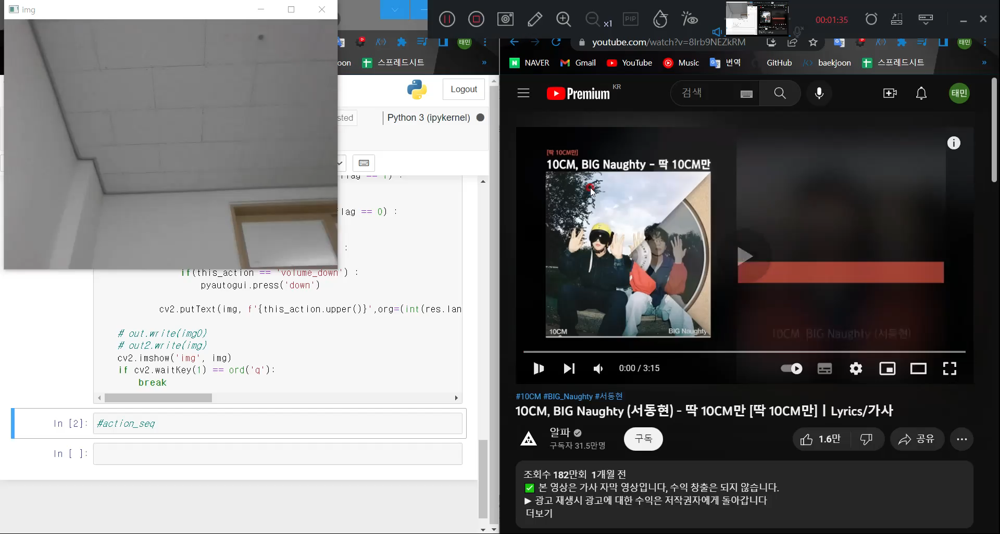 img
x1
PIP
00:01:35
태민
youtube.com/watch?v=8Irb9NEZkRM
태민
oon
스프레드시트
»
NAVER
Gmail
YouTube
Music
번역
GitHub
baekjoon
스프레드시트
»
Logout
sted
Python 3 (ipykernel)
Premium KR
검색
태민
lag == 0) :
:
if(this_action == 'volume_down') :
pyautogui.press('down')
cv2.putText(img, f'{this_action.upper()}',org=(int(res.lan
# out.write(img0)
# out2.write(img)
cv2.imshow('img', img)
if cv2.waitKey(1) == ord('q'):
break
In [2]: #action_seq
In [ ]:
[딱 10CM만]
10CM, BIG Naughty - 딱 10CM만
10CM
BIG Naughty
10CM, BIG Naughty (서동현)
0:00 / 3:15
#10CM #BIG_Naughty #서동현
10CM, BIG Naughty (서동현) - 딱 10CM만 [딱 10CM만] | Lyrics/가사
알파
구독자 31.5만명
구독
1.6만
공유
조회수 182만회 1개월 전
✅ 본 영상은 가사 자막 영상입니다, 수익 창출은 되지 않습니다.
▶ 광고 재생시 광고에 대한 수익은 저작권자에게 돌아갑니다
더보기